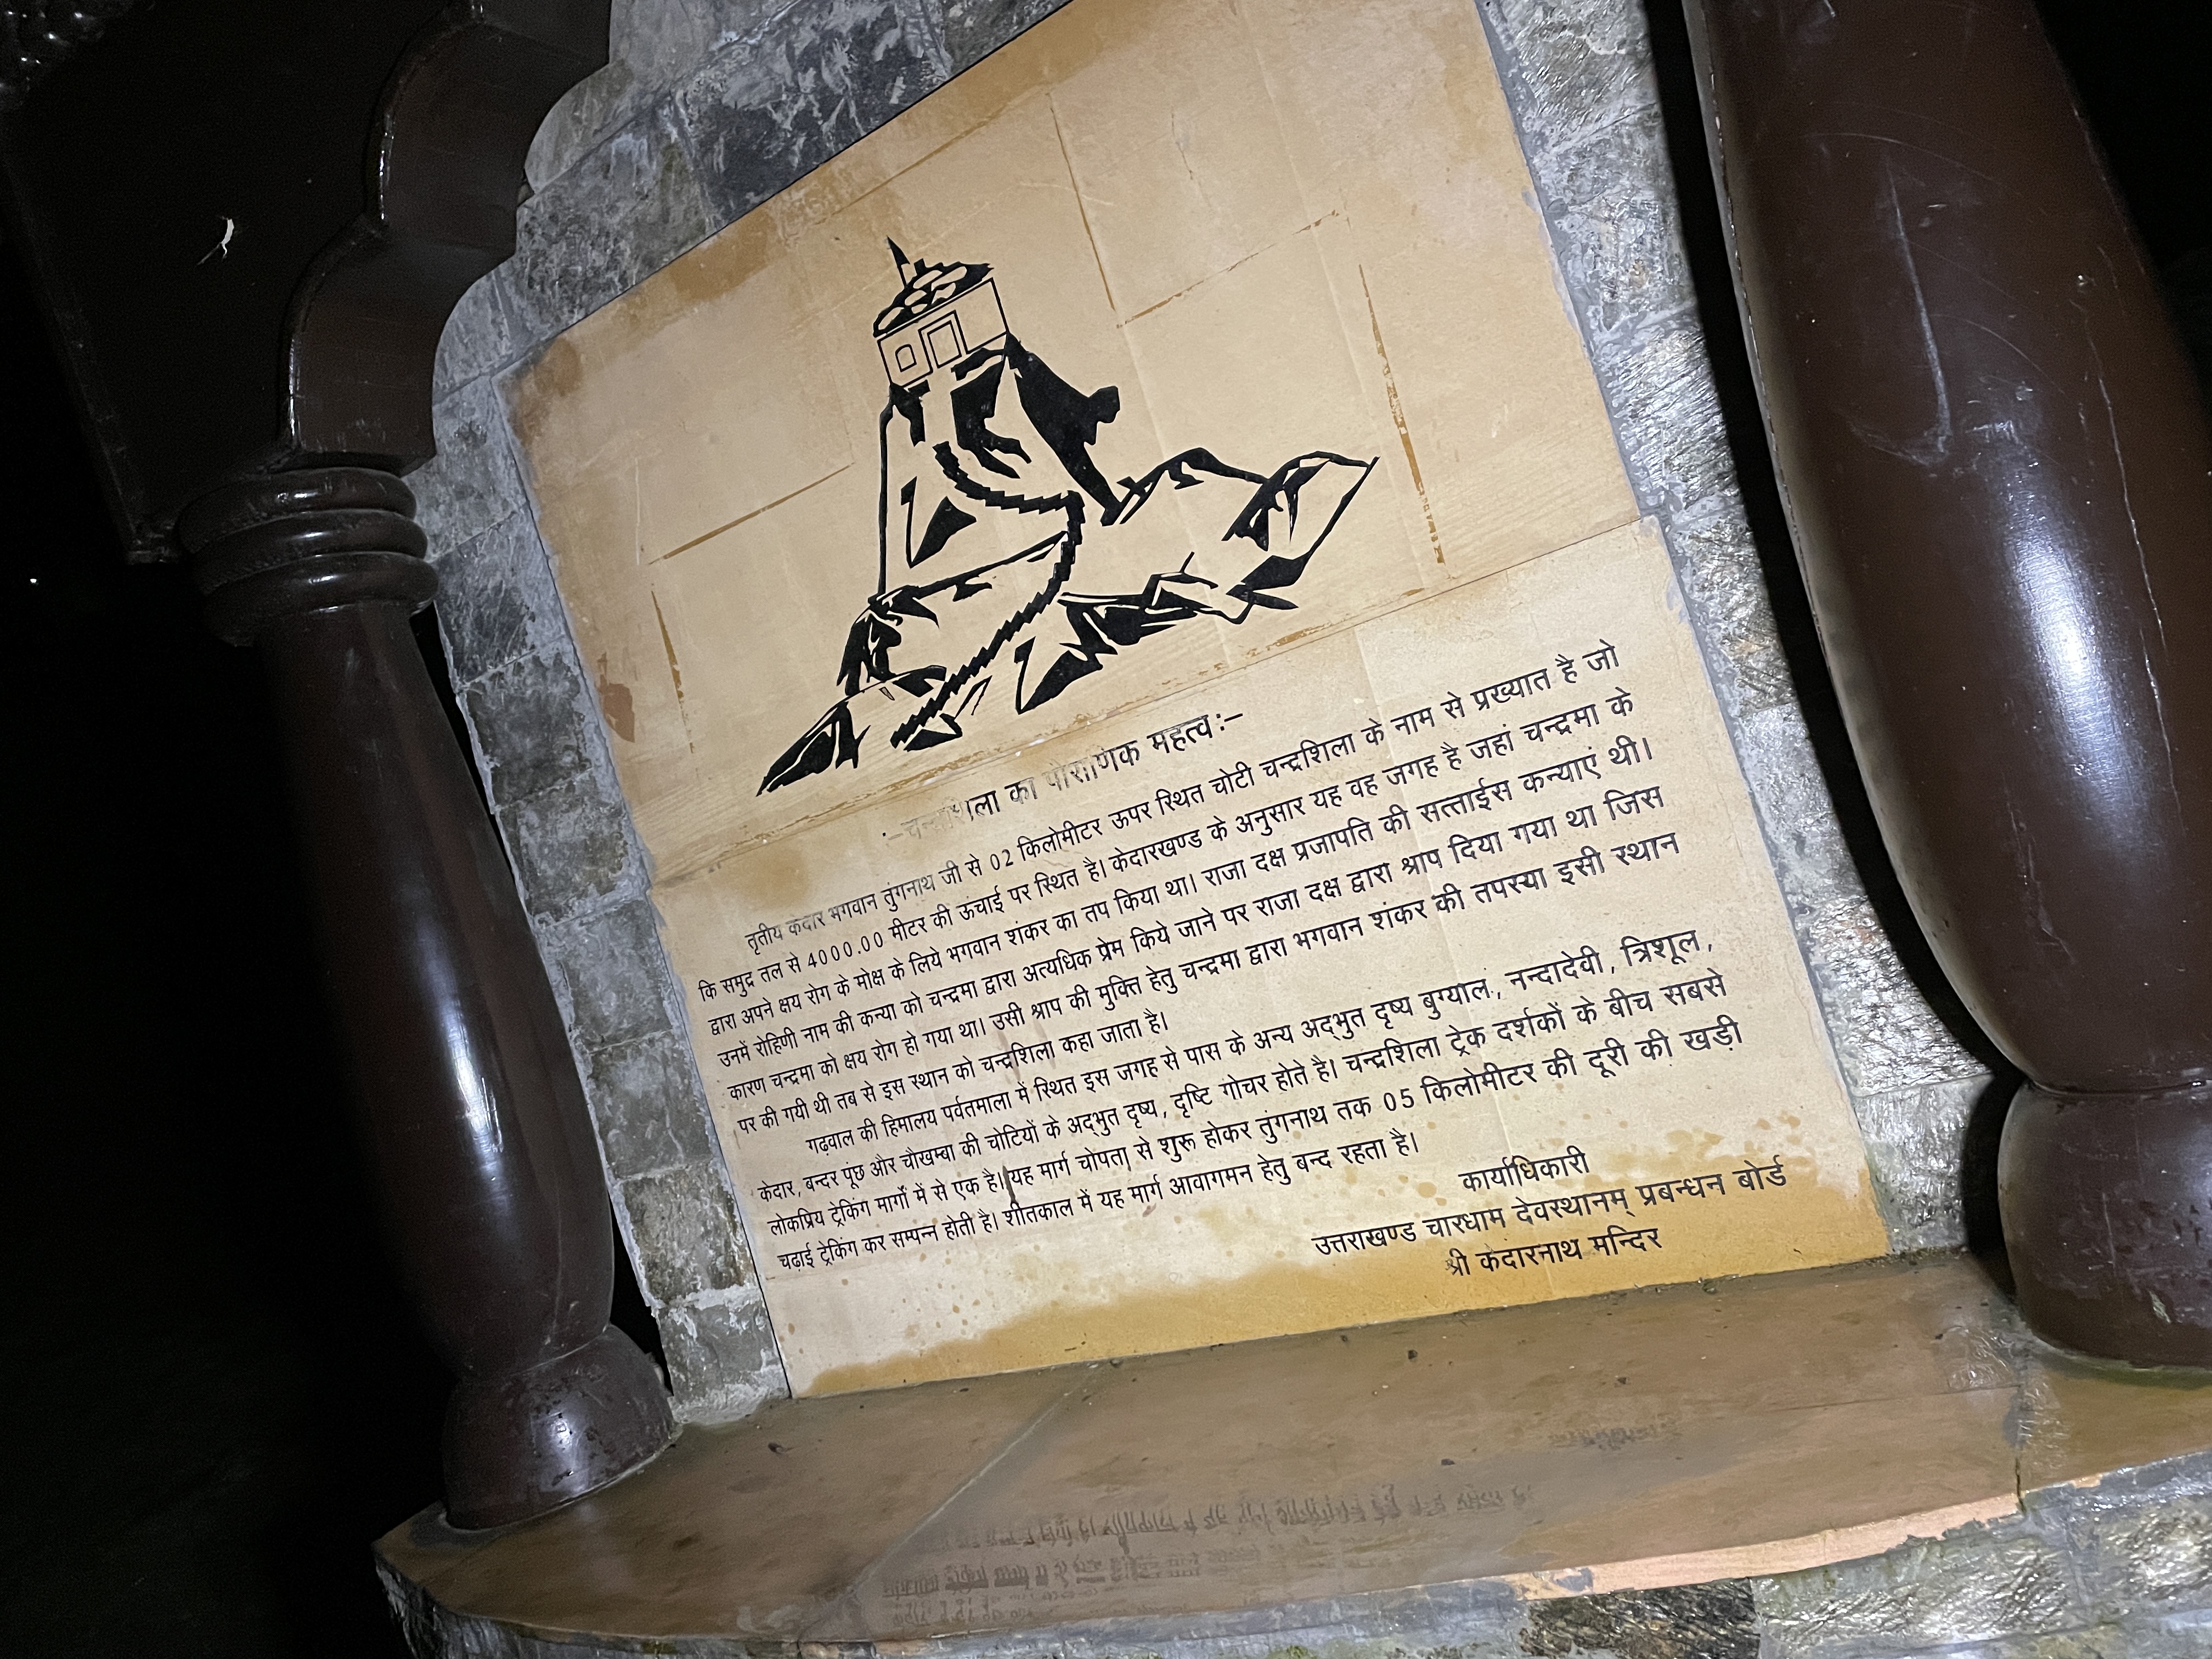 :–चन्द्रशिला का पौराणिक महत्व:–
तृतीय केदार भगवान तुंगनाथ जी से 02 किलोमीटर ऊपर स्थित चोटी चन्द्रशिला के नाम से प्रख्यात है जो
कि समुद्र तल से 4000.00 मीटर की ऊंचाई पर स्थित है। केदारखण्ड के अनुसार यह वह जगह है जहां चन्द्रमा के
द्वारा अपने क्षय रोग के मोक्ष के लिये भगवान शंकर का तप किया था। राजा दक्ष प्रजापति की सत्ताईस कन्याएं थी।
उनमें रोहिणी नाम की कन्या को चन्द्रमा द्वारा अत्यधिक प्रेम किये जाने पर राजा दक्ष द्वारा श्राप दिया गया था जिस
कारण चन्द्रमा को क्षय रोग हो गया था। उसी श्राप की मुक्ति हेतु चन्द्रमा द्वारा भगवान शंकर की तपस्या इसी स्थान
पर की गयी थी तब से इस स्थान को चन्द्रशिला कहा जाता है।
गढ़वाल की हिमालय पर्वतमाला में स्थित इस जगह से पास के अन्य अद्‌भुत दृष्य बुग्याल, नन्दादेवी, त्रिशूल,
केदार, बन्दर पूंछ और चौखम्बा की चोटियों के अद्‌भुत दृष्य, दृष्टि गोचर होते है। चन्द्रशिला ट्रेक दर्शकों के बीच सबसे
लोकप्रिय ट्रेकिंग मार्गों में से एक है। यह मार्ग चोपता से शुरू होकर तुंगनाथ तक 05 किलोमीटर की दूरी की खड़ी
चढ़ाई ट्रेकिंग कर सम्पन्न होती है। शीतकाल में यह मार्ग आवागमन हेतु बन्द रहता है।
कार्याधिकारी
उत्तराखण्ड चारधाम देवस्थानम् प्रबन्धन बोर्ड
श्री केदारनाथ मन्दिर